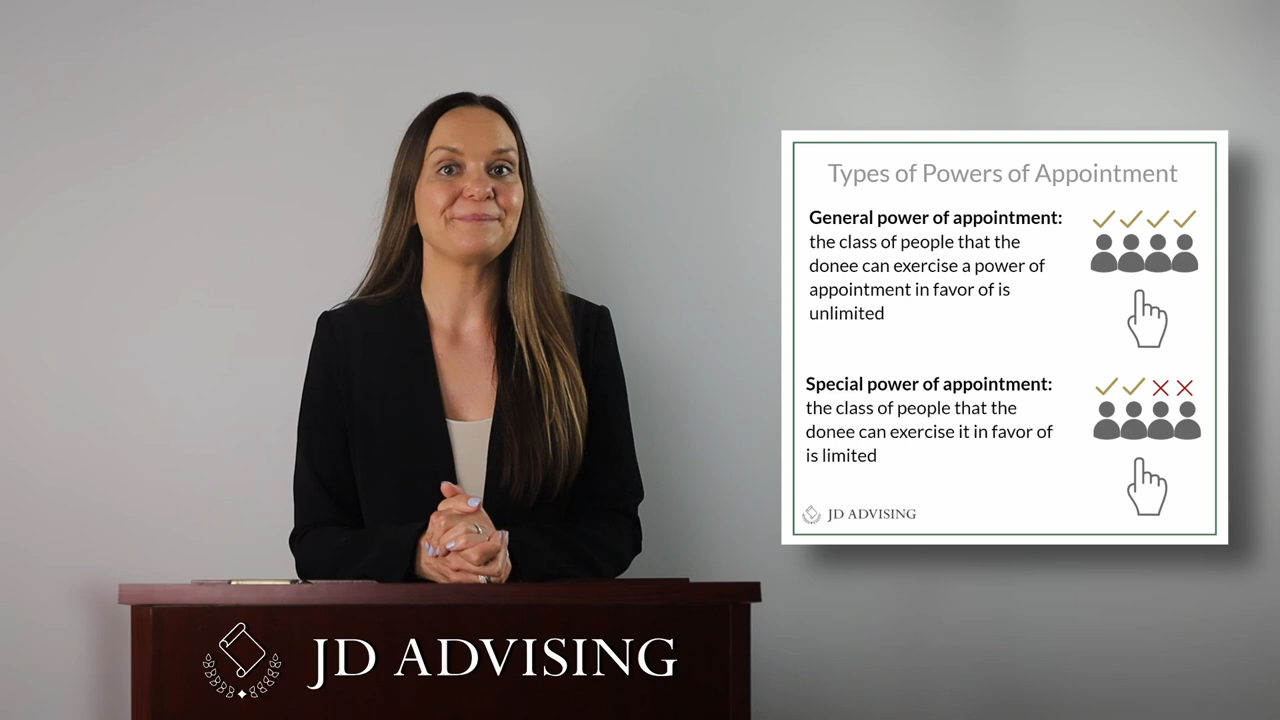 Types of Powers of Appointment
General power of appointment:
the class of people that the
donee can exercise a power of
appointment in favor of is
unlimited
Special power of appointment:
the class of people that the
donee can exercise it in favor of
is limited
JD ADVISING
JD ADVISING